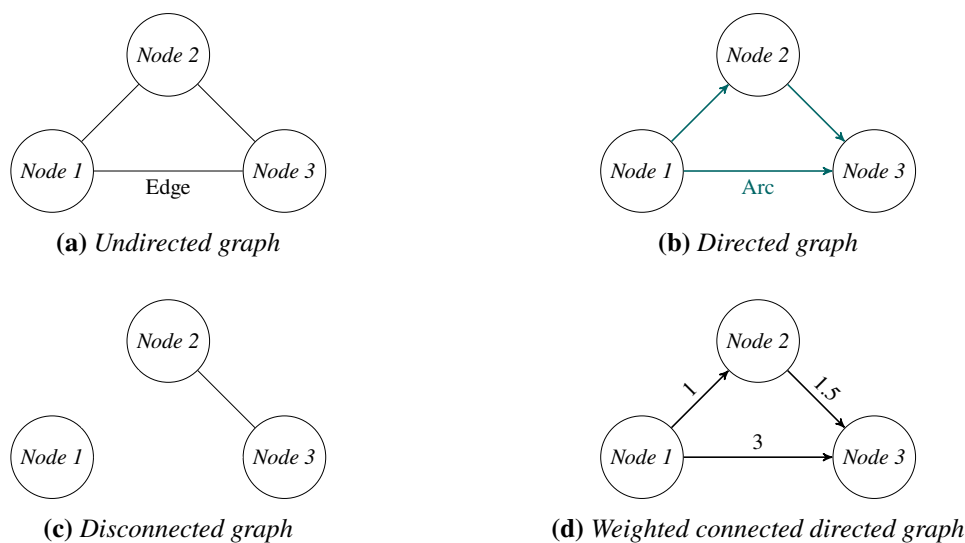 Node 2
Node 1
Node 3
Edge
(a) Undirected graph
Node 2
Node 1
Node 3
Arc
(b) Directed graph
Node 2
Node 1
Node 3
(c) Disconnected graph
Node 2
1
1.5
Node 1
3
Node 3
(d) Weighted connected directed graph